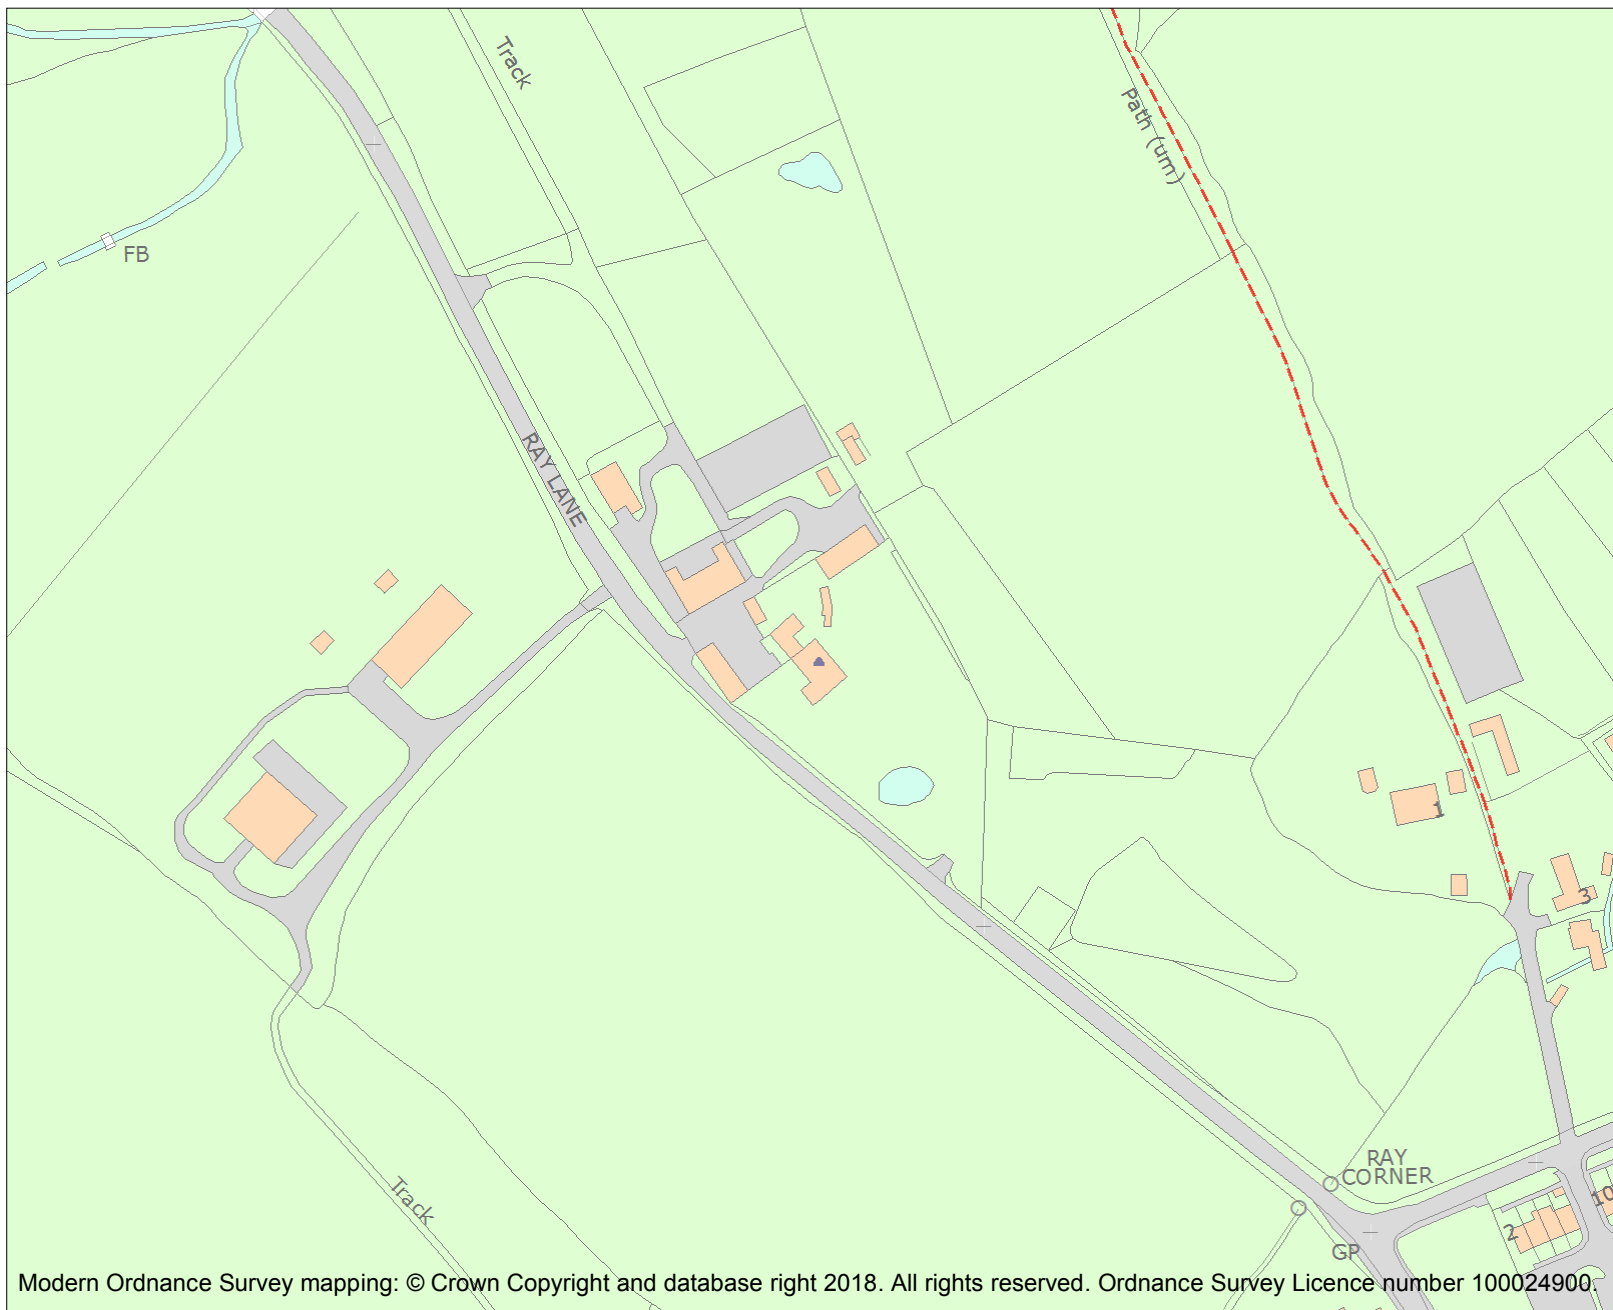 Track
Path (um)
FB
RAY LANE
1
3
RAY
CORNER
10
2
Track
GP
Modern Ordnance Survey mapping: © Crown Copyright and database right 2018. All rights reserved. Ordnance Survey Licence number 100024900.